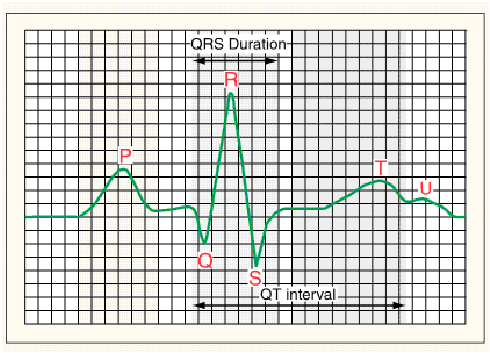 QRS Duration
R
P
T
U
Q
S
QT interval